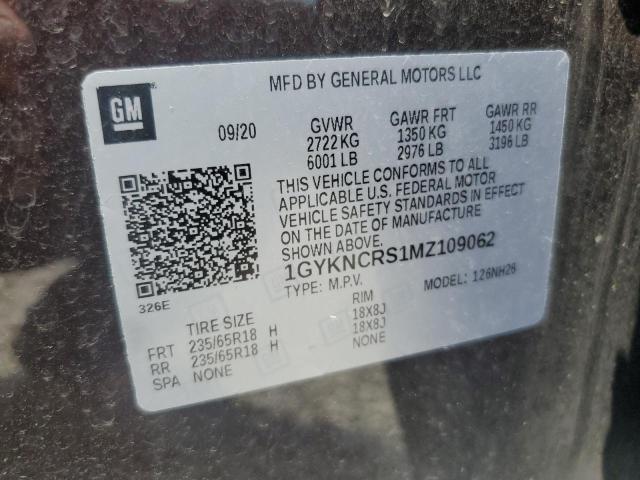 MFD BY GENERAL MOTORS LLC
GM
09/20
GVWR GAWR FRT GAWR RR
2722 KG 1350 KG 1450 KG
6001 LB 2976 LB 3196 LB
THIS VEHICLE CONFORMS TO ALL
APPLICABLE U.S. FEDERAL MOTOR
VEHICLE SAFETY STANDARDS IN EFFECT
ON THE DATE OF MANUFACTURE
SHOWN ABOVE.
1GYKNCRS1MZ109062
TYPE: M.P.V. MODEL: 126NH26
326E
TIRE SIZE RIM
FRT 235/65R18 H 18X8J
RR 235/65R18 H 18X8J
SPA NONE NONE